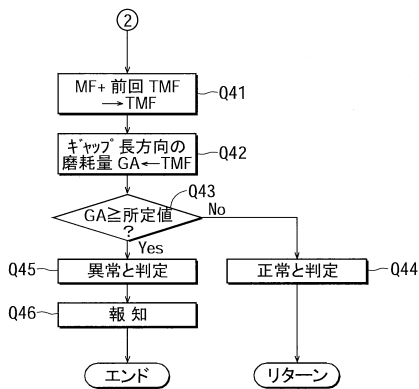 2
MF+前回 TMF
→TMF
Q41
ｷﾞｬｯﾌﾟ長方向の
磨耗量 GA←TMF
Q42
Q43
GA≧所定値
?
No
Yes
Q45
異常と判定
正常と判定
Q44
Q46
報知
エンド
リターン